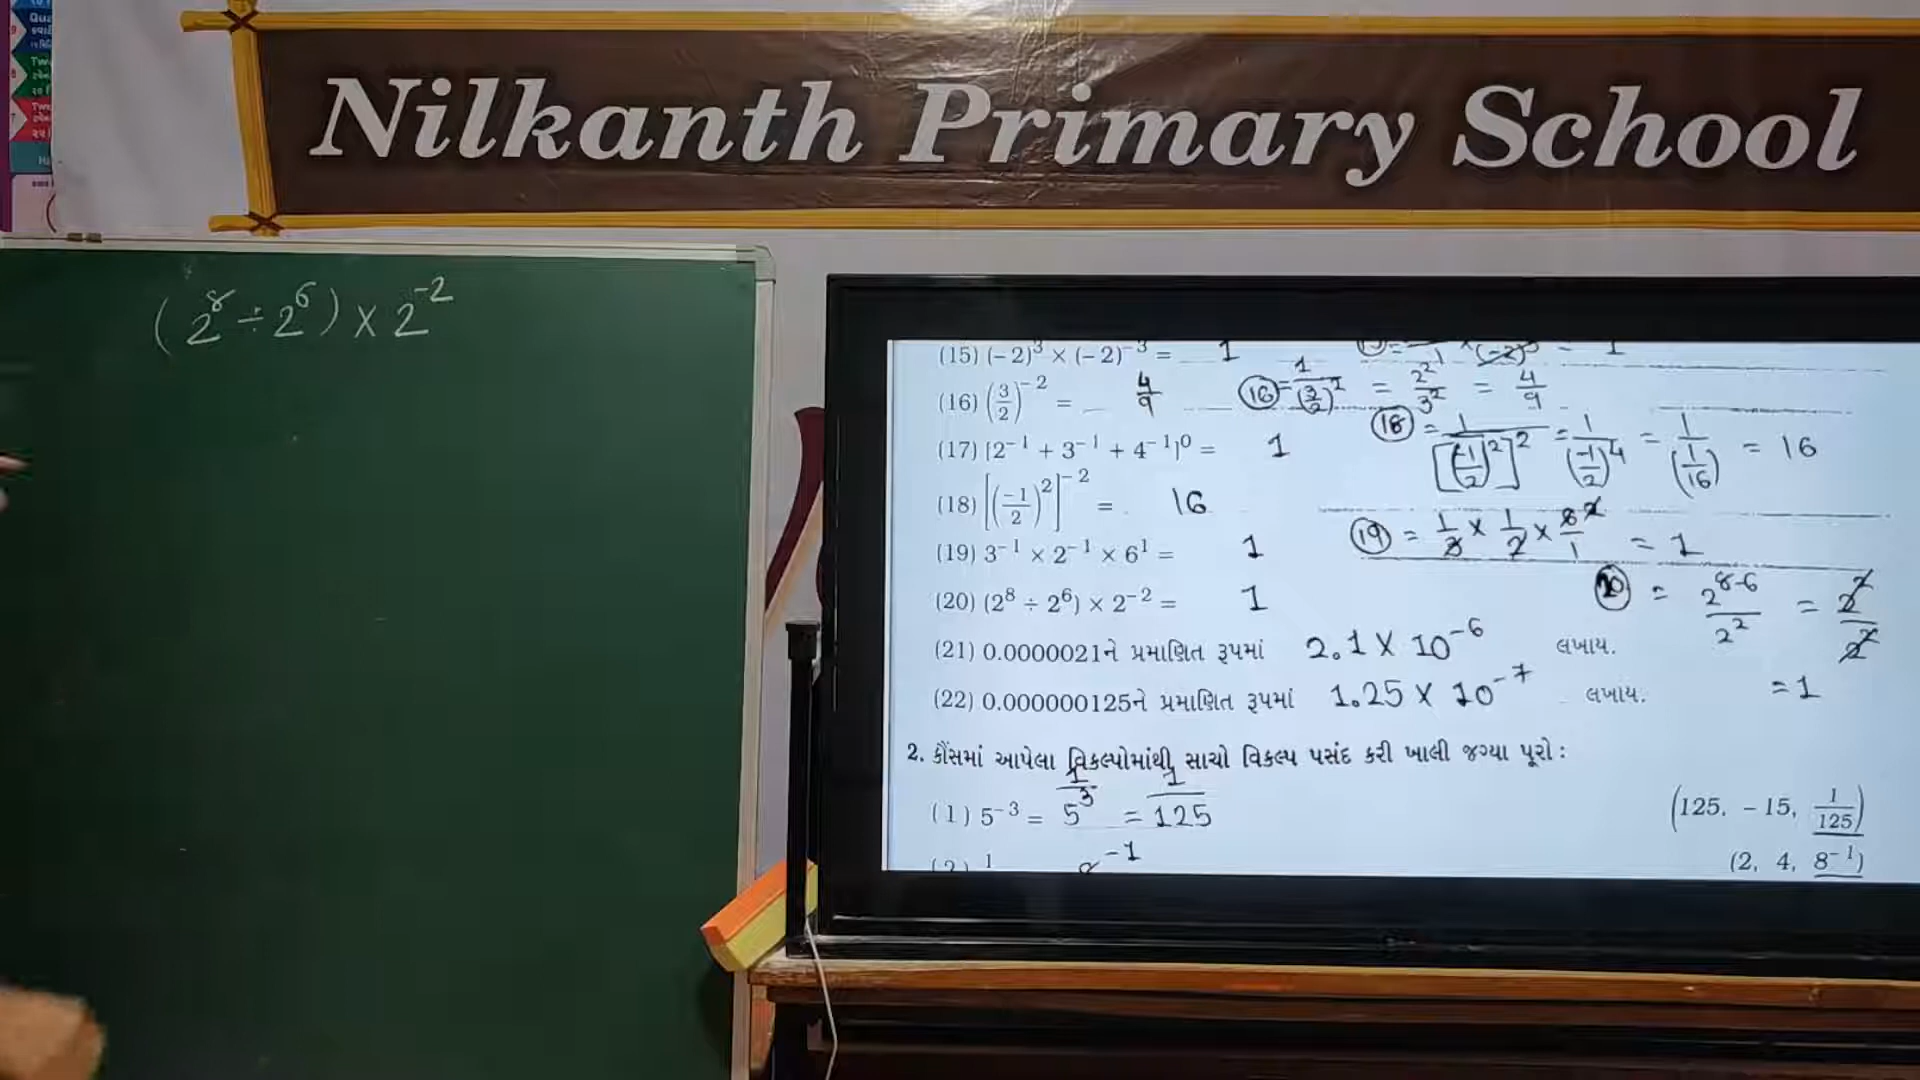 Nilkanth Primary School
(2⁸ ÷ 2⁶) × 2⁻²
(15) (– 2)³ × (– 2)⁻³ = 1
(16) (3/2)⁻² = 4/9 ⑯ = 1/(3/2)² = 2²/3² = 4/9
(17) [2⁻¹ + 3⁻¹ + 4⁻¹]⁰ = 1
(18) [(-1/2)²]⁻² = 16 ⑱ = 1/[(-1/2)²]² = 1/(-1/2)⁴ = 1/(1/16) = 16
(19) 3⁻¹ × 2⁻¹ × 6¹ = 1 ⑲ = 1/3 × 1/2 × 6/1 = 1
(20) (2⁸ ÷ 2⁶) × 2⁻² = 1 ⑳ = 2⁸⁻⁶/2² = 2²/2² = 1
(21) 0.0000021ને પ્રમાણિત રૂપમાં 2.1 × 10⁻⁶ લખાય.
(22) 0.000000125ને પ્રમાણિત રૂપમાં 1.25 × 10⁻⁷ લખાય.
2. કૌંસમાં આપેલા વિકલ્પોમાંથી સાચો વિકલ્પ પસંદ કરી ખાલી જગ્યા પૂરો :
(1) 5⁻³ = 1/5³ = 1/125 (125, – 15, 1/125)
(2, 4, 8⁻¹)